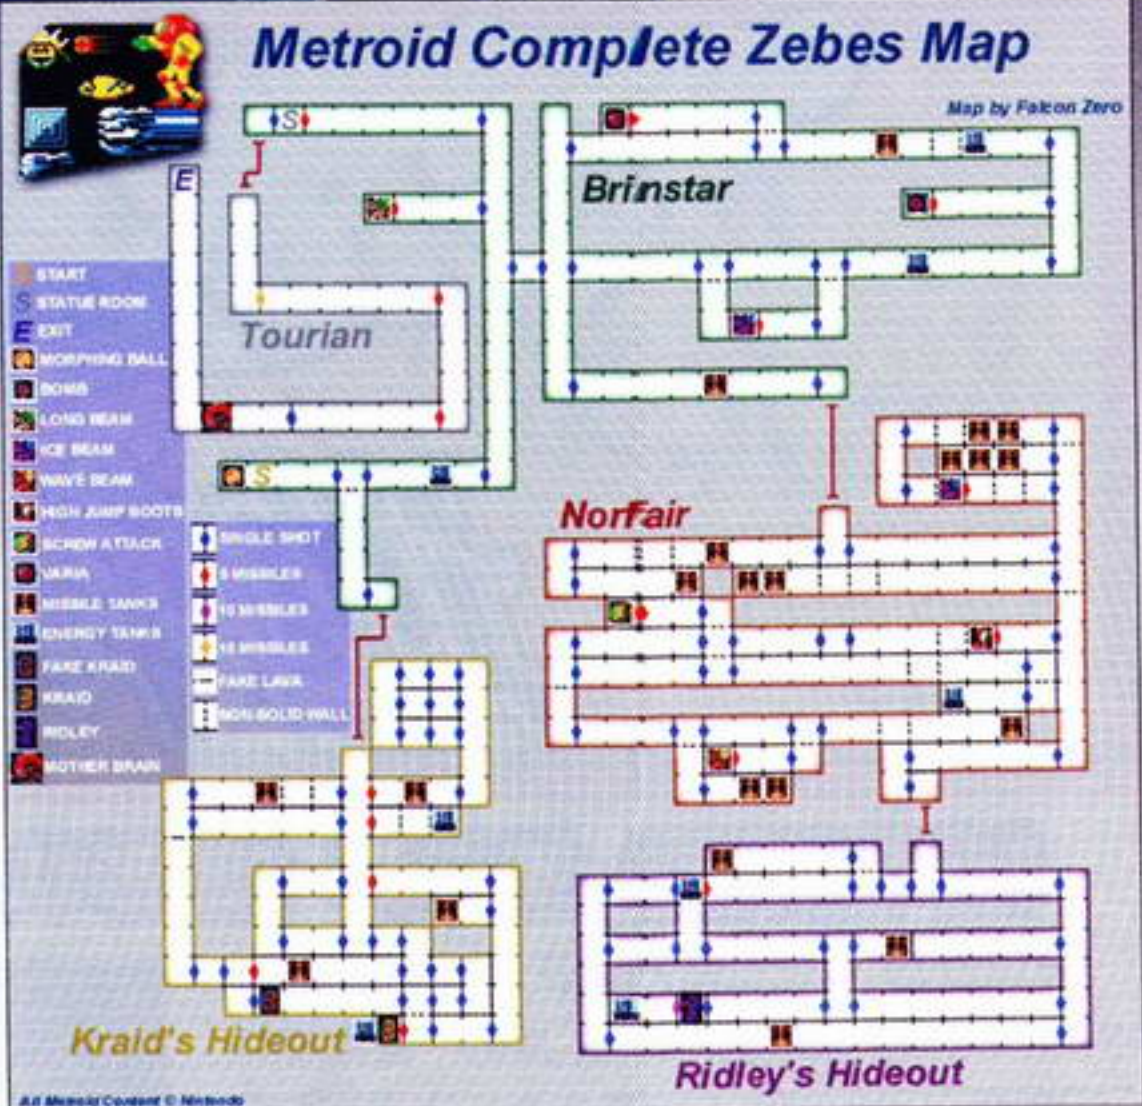 Metroid Complete Zebes Map
Map by Falcon Zero
S
E
Brinstar
Tourian
START
S STATUE ROOM
E EXIT
MORPHING BALL
BOMB
LONG BEAM
ICE BEAM
WAVE BEAM
HIGH JUMP BOOTS
SCREW ATTACK
VARIA
MISSILE TANKS
ENERGY TANKS
FAKE KRAID
KRAID
RIDLEY
MOTHER BRAIN
SINGLE SHOT
5 MISSILES
10 MISSILES
10 MISSILES
FAKE LAVA
NON-SOLID WALL
S
Norfair
Kraid's Hideout
Ridley's Hideout
All Metroid Content © Nintendo